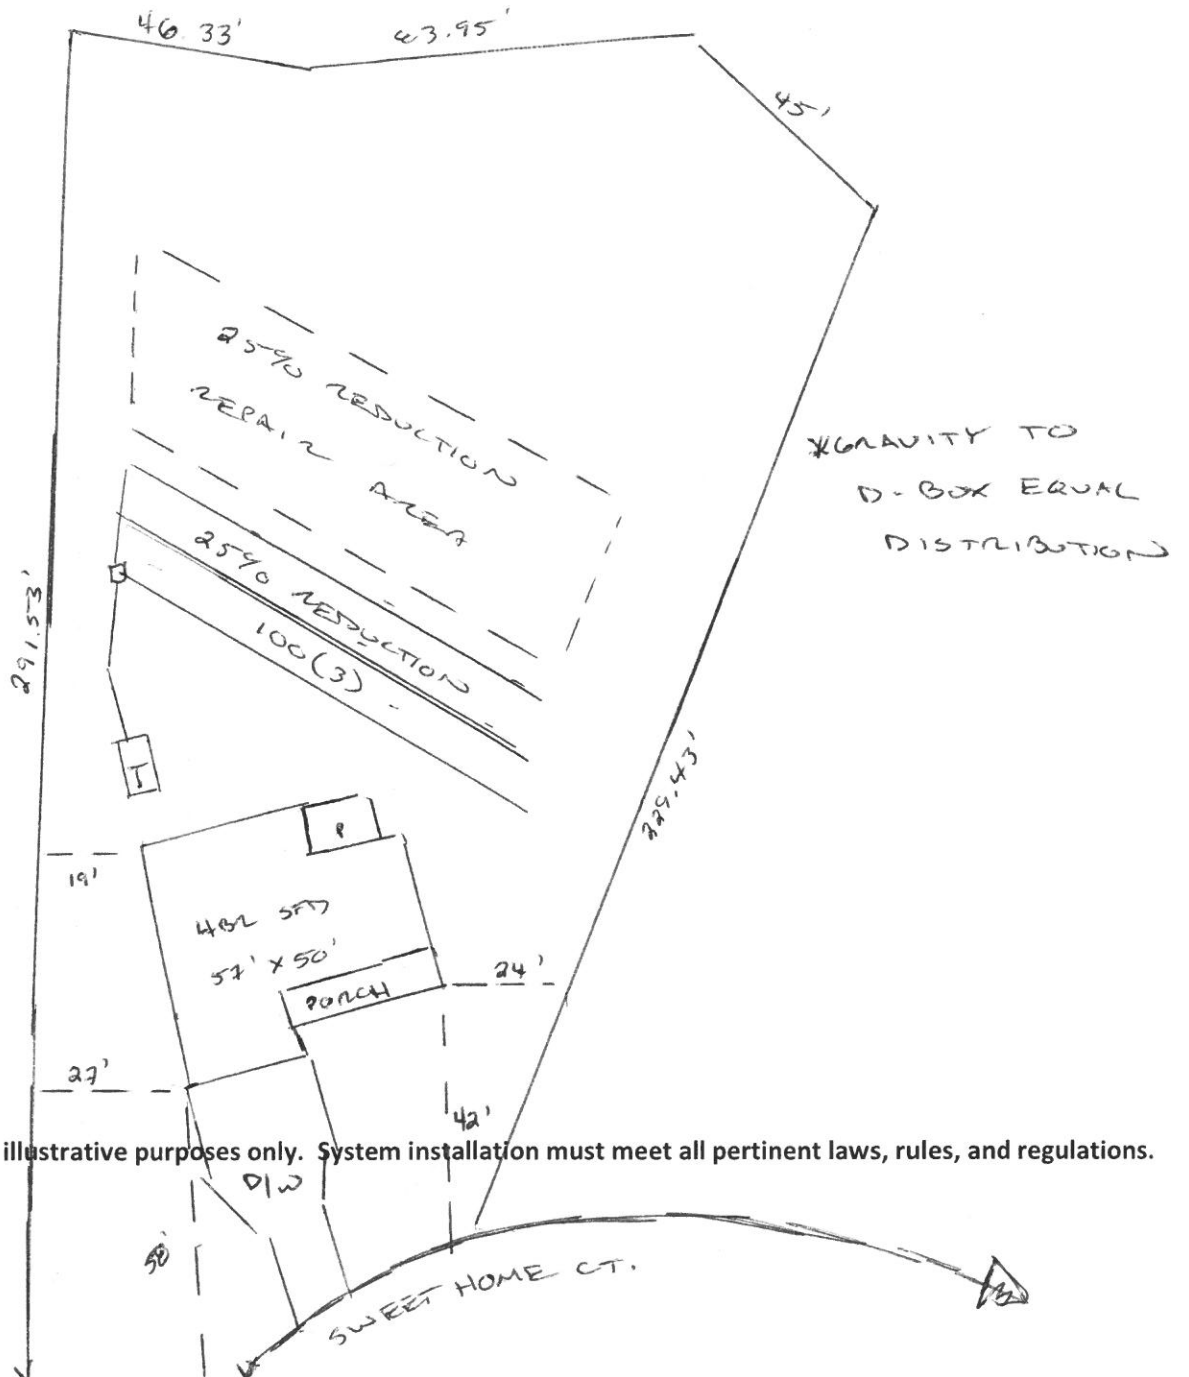 46.33'
83.95'
45'
25% REDUCTION
REPAIR AREA
*GRAVITY TO
D-BOX EQUAL
DISTRIBUTION
25% REDUCTION
100(3)
291.53'
T
229.43'
P
19'
4BR SFD
57' X 50'
24'
PORCH
27'
42'
illustrative purposes only. System installation must meet all pertinent laws, rules, and regulations.
D/W
SWEET HOME CT.